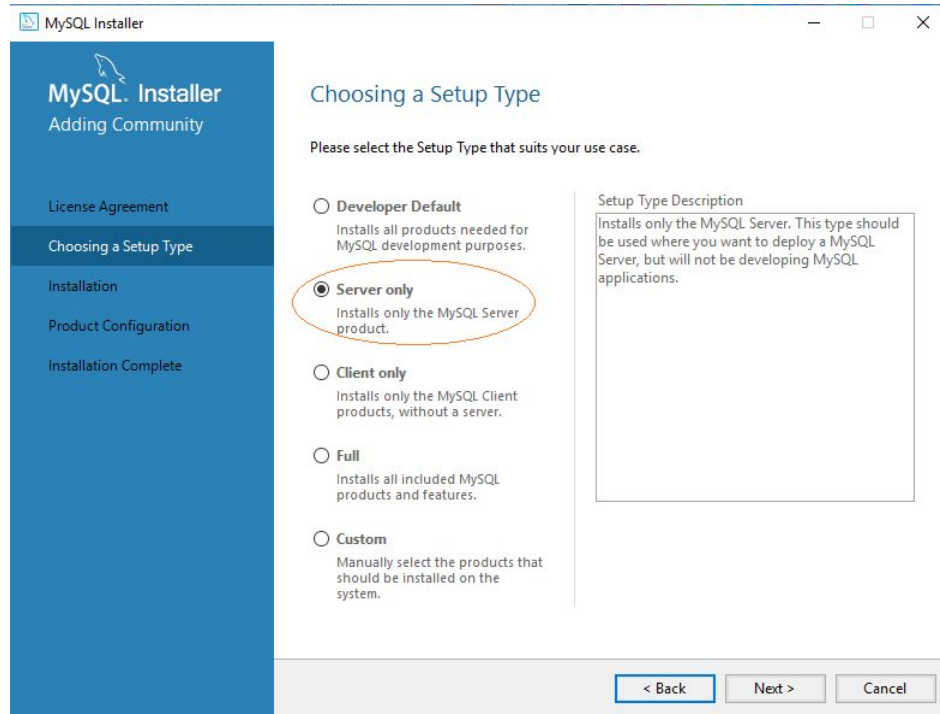 MySQL Installer
MySQL. Installer
Adding Community
License Agreement
Choosing a Setup Type
Installation
Product Configuration
Installation Complete
Choosing a Setup Type
Please select the Setup Type that suits your use case.
Developer Default
Installs all products needed for
MySQL development purposes.
Server only
Installs only the MySQL Server
product.
Client only
Installs only the MySQL Client
products, without a server.
Full
Installs all included MySQL
products and features.
Custom
Manually select the products that
should be installed on the
system.
Setup Type Description
Installs only the MySQL Server. This type should
be used where you want to deploy a MySQL
Server, but will not be developing MySQL
applications.
< Back
Next >
Cancel